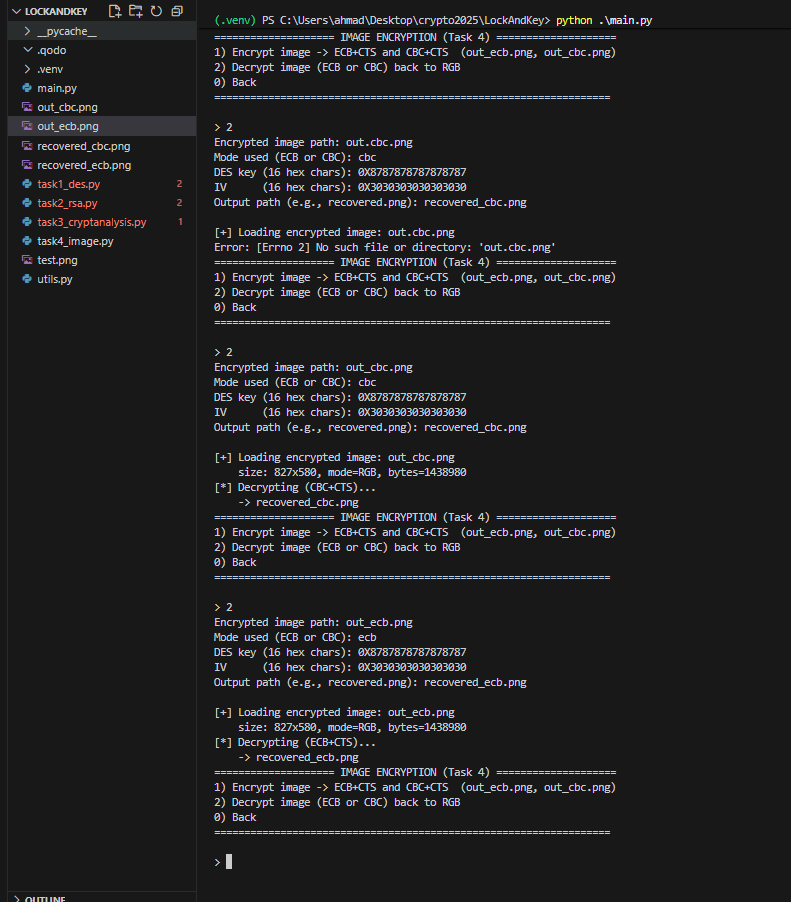 LOCKANDKEY
__pycache__
.qodo
.venv
main.py
out_cbc.png
out_ecb.png
recovered_cbc.png
recovered_ecb.png
task1_des.py 2
task2_rsa.py 2
task3_cryptanalysis.py 1
task4_image.py
test.png
utils.py
OUTLINE
(.venv) PS C:\Users\ahmad\Desktop\crypto2025\LockAndKey> python .\main.py
==================== IMAGE ENCRYPTION (Task 4) ====================
1) Encrypt image -> ECB+CTS and CBC+CTS  (out_ecb.png, out_cbc.png)
2) Decrypt image (ECB or CBC) back to RGB
0) Back
==================================================================
> 2
Encrypted image path: out.cbc.png
Mode used (ECB or CBC): cbc
DES key (16 hex chars): 0X8787878787878787
IV      (16 hex chars): 0X3030303030303030
Output path (e.g., recovered.png): recovered_cbc.png
[+] Loading encrypted image: out.cbc.png
Error: [Errno 2] No such file or directory: 'out.cbc.png'
==================== IMAGE ENCRYPTION (Task 4) ====================
1) Encrypt image -> ECB+CTS and CBC+CTS  (out_ecb.png, out_cbc.png)
2) Decrypt image (ECB or CBC) back to RGB
0) Back
==================================================================
> 2
Encrypted image path: out_cbc.png
Mode used (ECB or CBC): cbc
DES key (16 hex chars): 0X8787878787878787
IV      (16 hex chars): 0X3030303030303030
Output path (e.g., recovered.png): recovered_cbc.png
[+] Loading encrypted image: out_cbc.png
size: 827x580, mode=RGB, bytes=1438980
[*] Decrypting (CBC+CTS)...
-> recovered_cbc.png
==================== IMAGE ENCRYPTION (Task 4) ====================
1) Encrypt image -> ECB+CTS and CBC+CTS  (out_ecb.png, out_cbc.png)
2) Decrypt image (ECB or CBC) back to RGB
0) Back
==================================================================
> 2
Encrypted image path: out_ecb.png
Mode used (ECB or CBC): ecb
DES key (16 hex chars): 0X8787878787878787
IV      (16 hex chars): 0X3030303030303030
Output path (e.g., recovered.png): recovered_ecb.png
[+] Loading encrypted image: out_ecb.png
size: 827x580, mode=RGB, bytes=1438980
[*] Decrypting (ECB+CTS)...
-> recovered_ecb.png
==================== IMAGE ENCRYPTION (Task 4) ====================
1) Encrypt image -> ECB+CTS and CBC+CTS  (out_ecb.png, out_cbc.png)
2) Decrypt image (ECB or CBC) back to RGB
0) Back
==================================================================
>